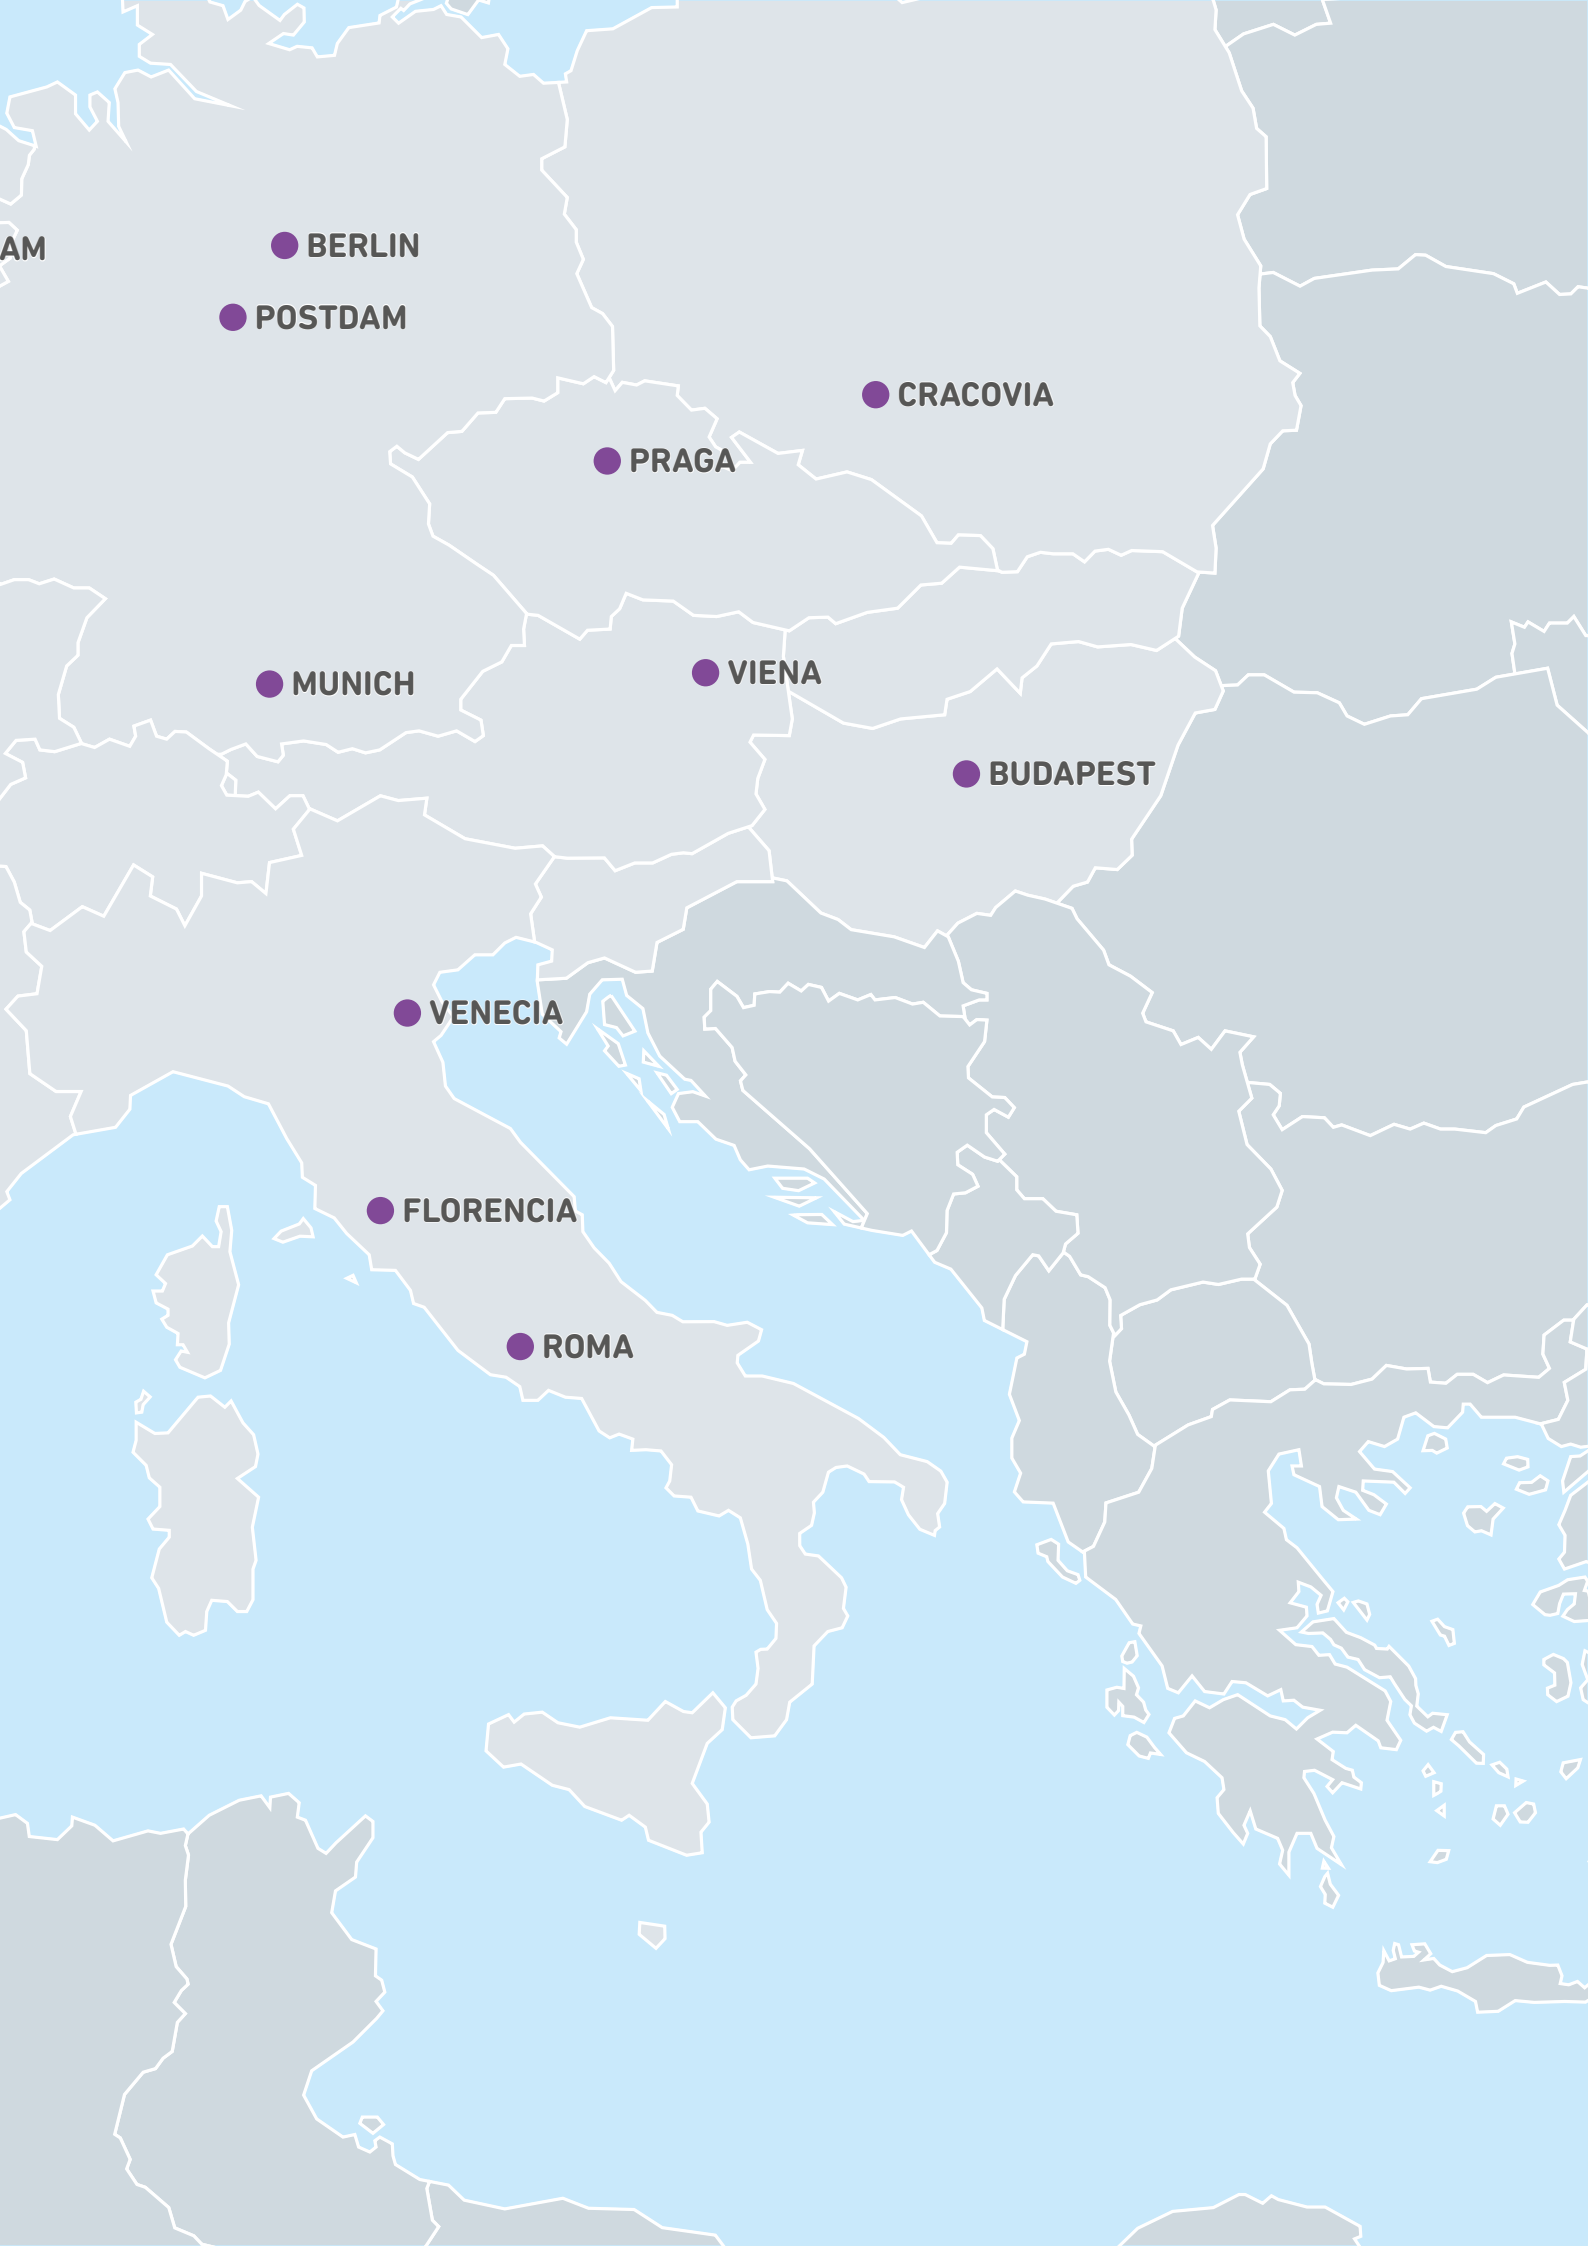 BERLIN
AM
POSTDAM
CRACOVIA
PRAGA
VIENA
MUNICH
BUDAPEST
VENECIA
FLORENCIA
ROMA